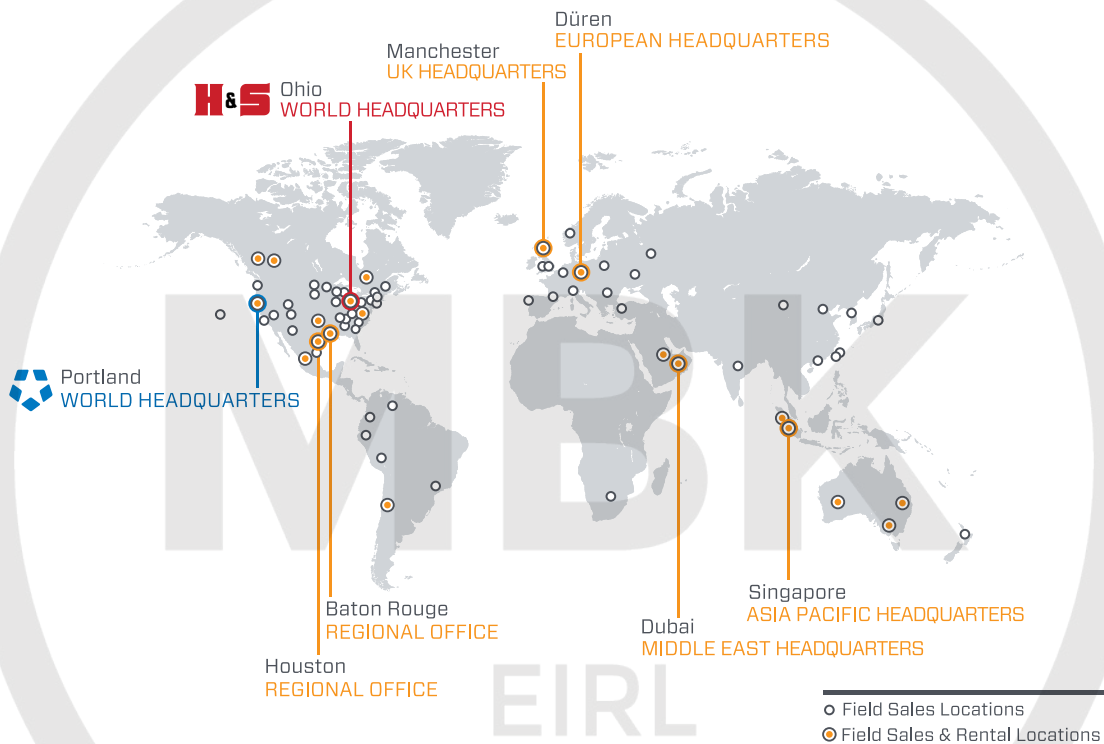 Düren
EUROPEAN HEADQUARTERS
Manchester
UK HEADQUARTERS
H&S
Ohio
WORLD HEADQUARTERS
Portland
WORLD HEADQUARTERS
MBK
Singapore
ASIA PACIFIC HEADQUARTERS
Baton Rouge
REGIONAL OFFICE
Dubai
MIDDLE EAST HEADQUARTERS
Houston
REGIONAL OFFICE
EIRL
Field Sales Locations
Field Sales & Rental Locations